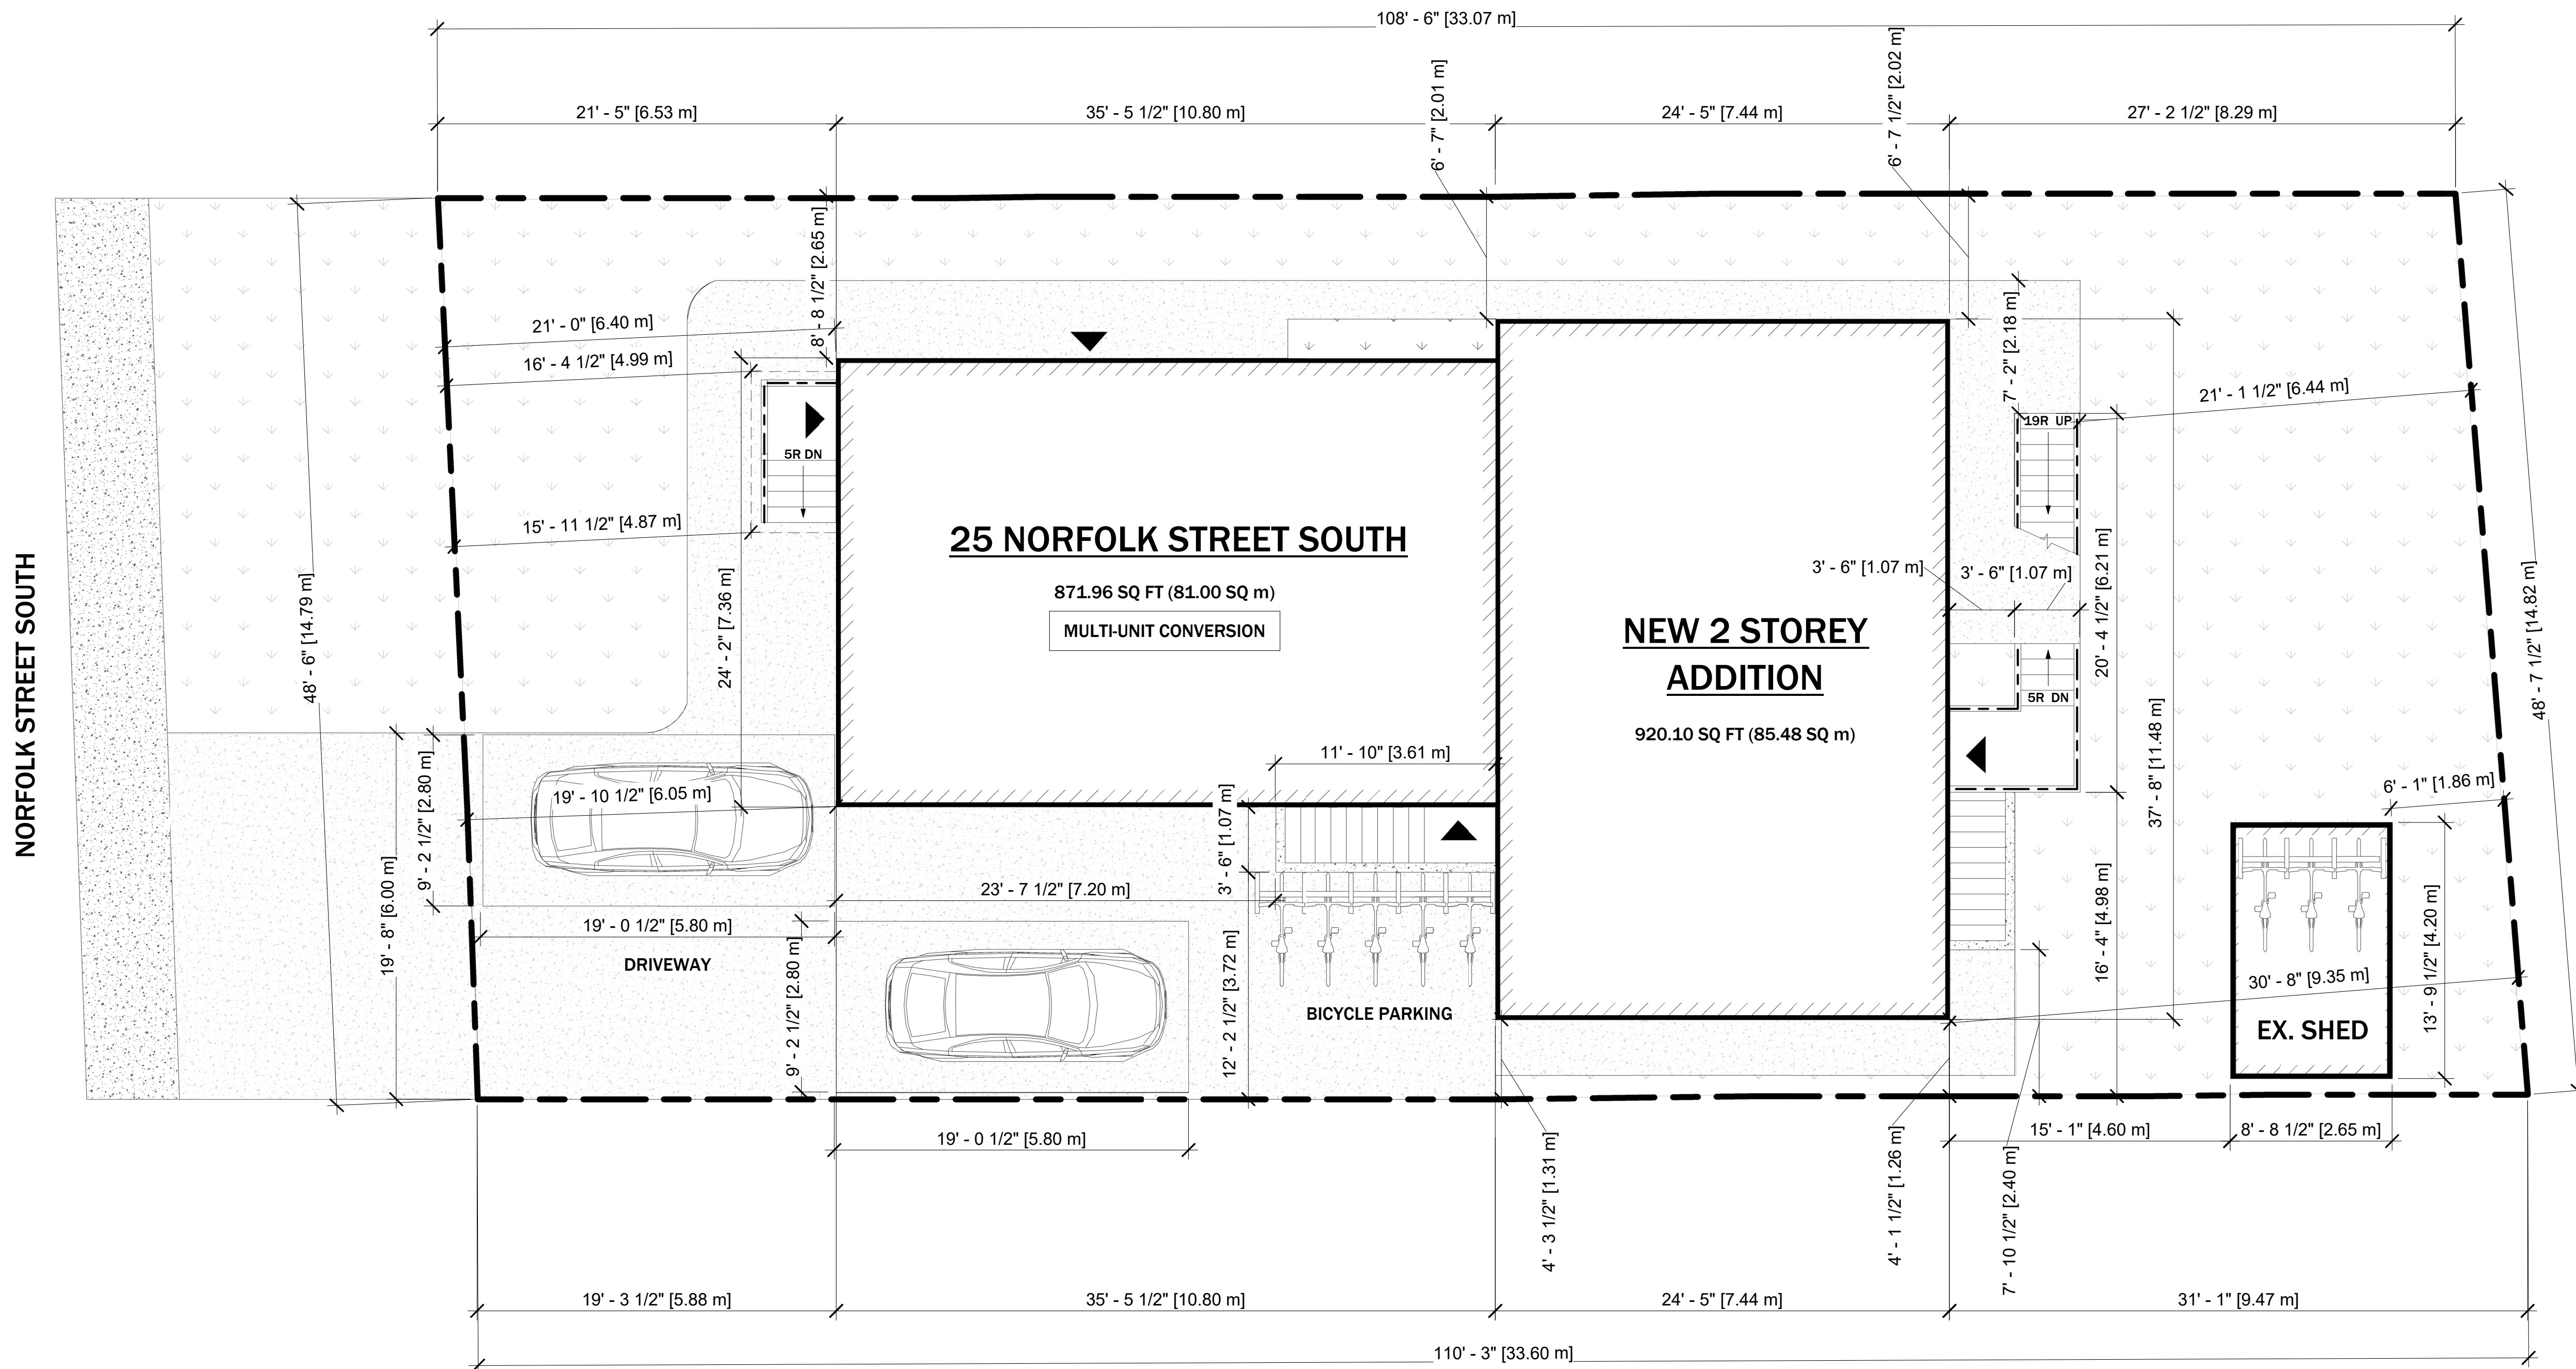 108' - 6" [33.07 m]
21' - 5" [6.53 m]
35' - 5 1/2" [10.80 m]
6' - 7" [2.01 m]
24' - 5" [7.44 m]
6' - 7 1/2" [2.02 m]
27' - 2 1/2" [8.29 m]
8' - 8 1/2" [2.65 m]
21' - 0" [6.40 m]
16' - 4 1/2" [4.99 m]
7' - 2" [2.18 m]
21' - 1 1/2" [6.44 m]
19R UP
5R DN
15' - 11 1/2" [4.87 m]
25 NORFOLK STREET SOUTH
871.96 SQ FT (81.00 SQ m)
MULTI-UNIT CONVERSION
24' - 2" [7.36 m]
48' - 6" [14.79 m]
NORFOLK STREET SOUTH
3' - 6" [1.07 m]
3' - 6" [1.07 m]
20' - 4 1/2" [6.21 m]
48' - 7 1/2" [14.82 m]
NEW 2 STOREY
ADDITION
920.10 SQ FT (85.48 SQ m)
5R DN
37' - 8" [11.48 m]
11' - 10" [3.61 m]
6' - 1" [1.86 m]
9' - 2 1/2" [2.80 m]
19' - 10 1/2" [6.05 m]
3' - 6" [1.07 m]
19' - 8" [6.00 m]
23' - 7 1/2" [7.20 m]
19' - 0 1/2" [5.80 m]
DRIVEWAY
9' - 2 1/2" [2.80 m]
12' - 2 1/2" [3.72 m]
BICYCLE PARKING
16' - 4" [4.98 m]
30' - 8" [9.35 m]
13' - 9 1/2" [4.20 m]
EX. SHED
19' - 0 1/2" [5.80 m]
15' - 1" [4.60 m]
8' - 8 1/2" [2.65 m]
4' - 3 1/2" [1.31 m]
4' - 1 1/2" [1.26 m]
7' - 10 1/2" [2.40 m]
19' - 3 1/2" [5.88 m]
35' - 5 1/2" [10.80 m]
24' - 5" [7.44 m]
31' - 1" [9.47 m]
110' - 3" [33.60 m]